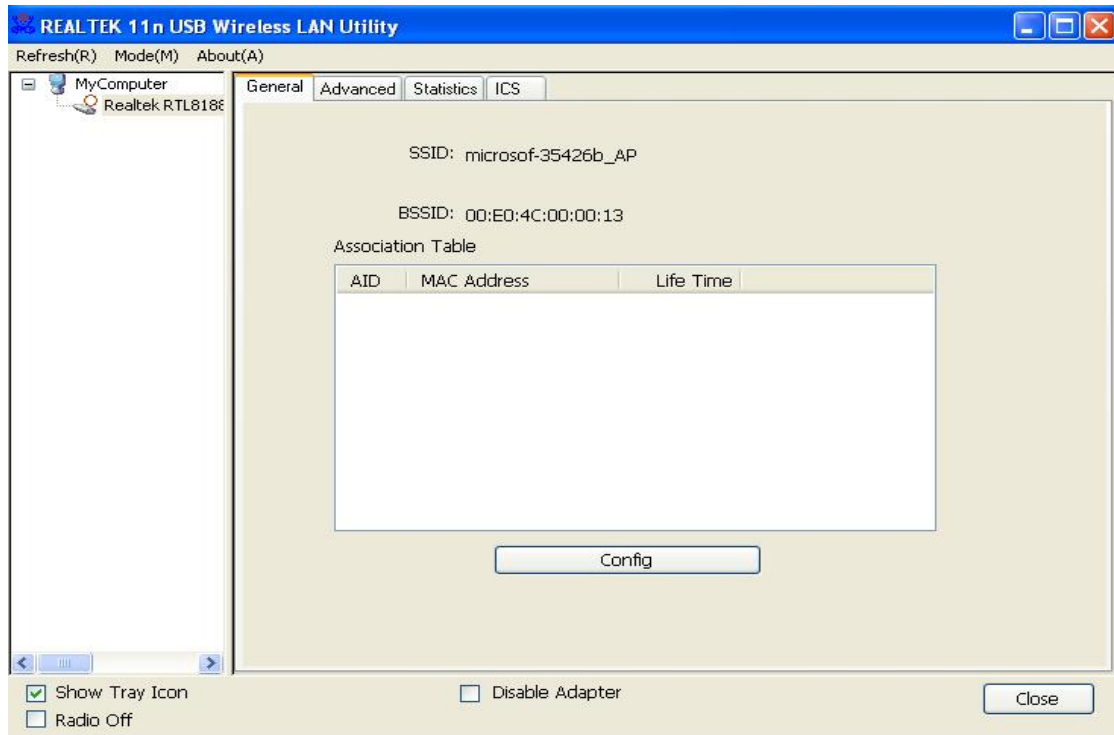 REALTEK 11n USB Wireless LAN Utility
Refresh(R) Mode(M) About(A)
MyComputer
Realtek RTL8188
General Advanced Statistics ICS
SSID: microsof-35426b_AP
BSSID: 00:E0:4C:00:00:13
Association Table
AID MAC Address Life Time
Config
Show Tray Icon
Disable Adapter
Close
Radio Off